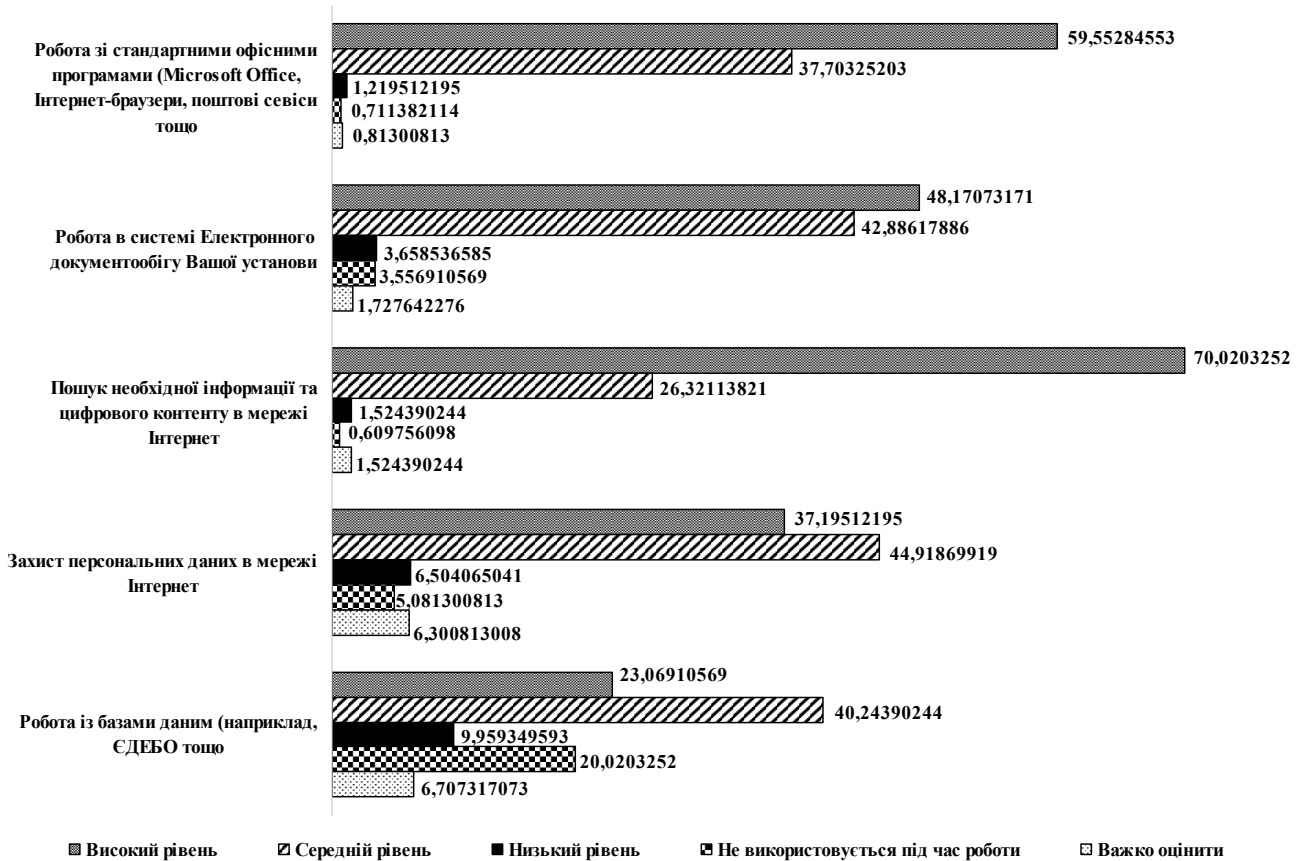 Робота зі стандартними офісними
програмами (Microsoft Office,
Інтернет-браузери, поштові севіси
тощо
59,55284553
37,70325203
1,219512195
0,711382114
0,81300813
Робота в системі Електронного
документообігу Вашої установи
48,17073171
42,88617886
3,658536585
3,556910569
1,727642276
Пошук необхідної інформації та
цифрового контенту в мережі
Інтернет
70,0203252
26,32113821
1,524390244
0,609756098
1,524390244
Захист персональних даних в мережі
Інтернет
37,19512195
44,91869919
6,504065041
5,081300813
6,300813008
Робота із базами даним (наприклад,
ЄДЕБО тощо
23,06910569
40,24390244
9,959349593
20,0203252
6,707317073
Високий рівень Середній рівень Низький рівень Не використовується під час роботи Важко оцінити